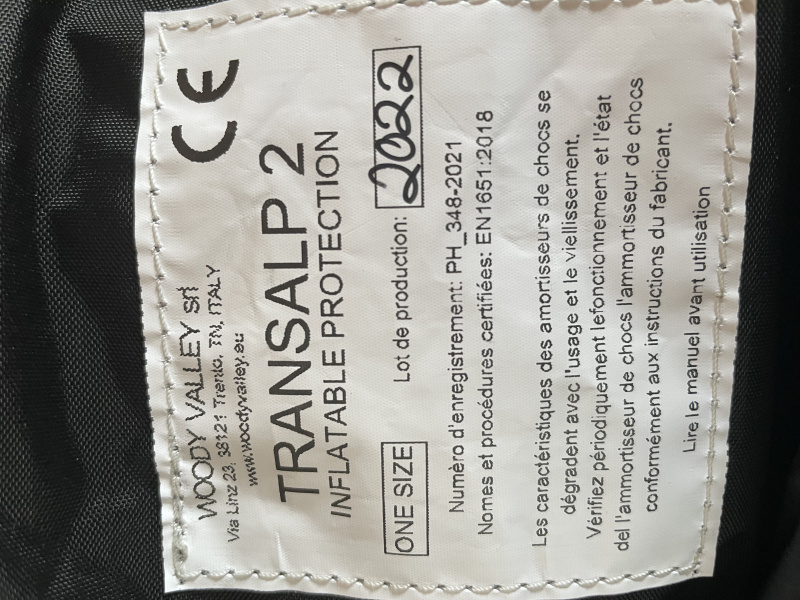 WOODY VALLEY srl
Via Linz 23, 38121 Trento, TN, ITALY
www.woodyvalley.eu
CE
TRANSALP 2
INFLATABLE PROTECTION
ONE SIZE Lot de production: 2022
Numèro d'enregistrement: PH_348-2021
Nomes et procédures certifiées: EN1651:2018
Les caractéristiques des amortisseurs de chocs se
dégradent avec l'usage et le viellissement.
Vérifiez périodiquement lefonctionnement et l'état
del l'ammortisseur de chocs l'ammortisseur de chocs
conformément aux instructions du fabricant.
Lire le manuel avant utilisation